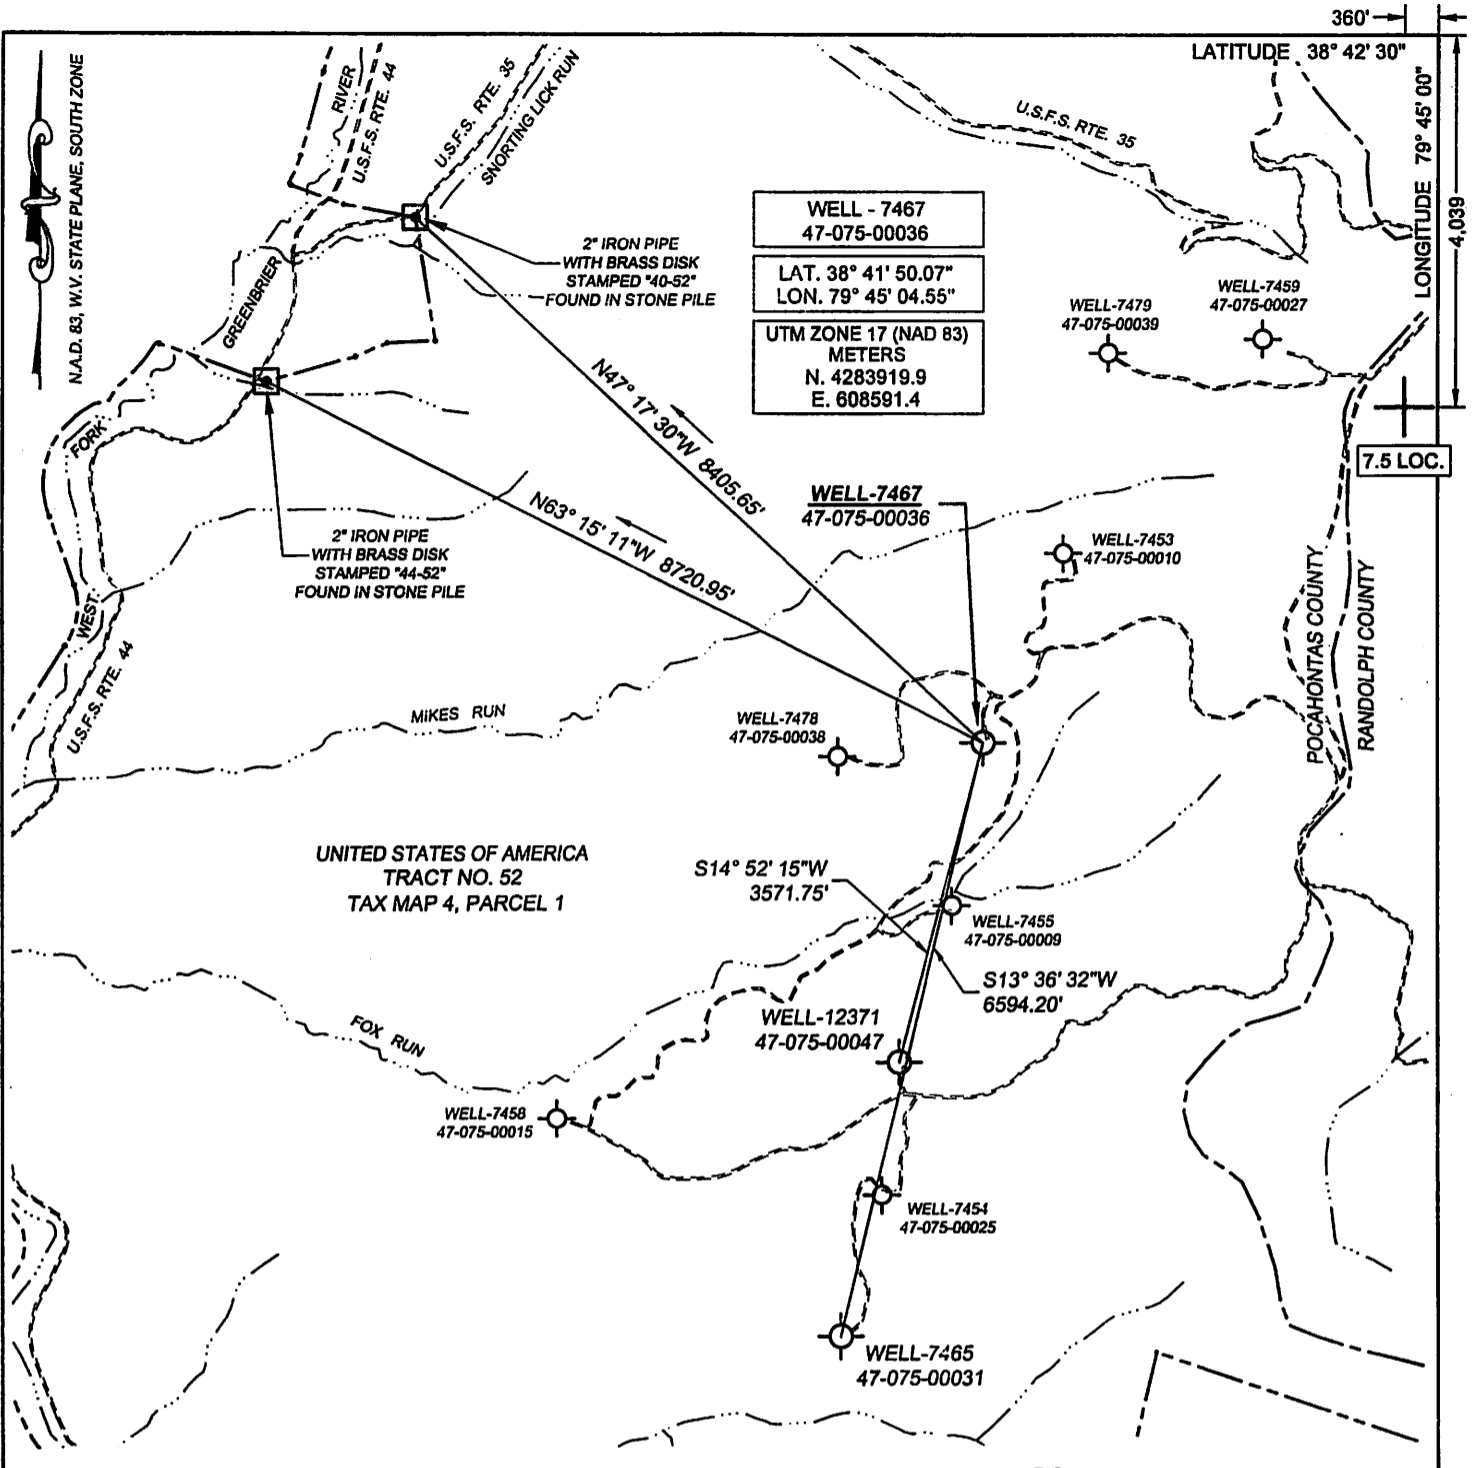 360'
LATITUDE 38° 42' 30"
LONGITUDE 79° 45' 00"
4,039
N.A.D. 83, W.V. STATE PLANE, SOUTH ZONE
RIVER
U.S.F.S. RTE. 44
U.S.F.S. RTE. 35
SNORTING LICK RUN
U.S.F.S. RTE. 35
GREENBRIER
2" IRON PIPE
WITH BRASS DISK
STAMPED "40-52"
FOUND IN STONE PILE
WELL - 7467
47-075-00036
LAT. 38° 41' 50.07"
LON. 79° 45' 04.55"
UTM ZONE 17 (NAD 83)
METERS
N. 4283919.9
E. 608591.4
WELL-7479
47-075-00039
WELL-7459
47-075-00027
7.5 LOC.
N47° 17' 30"W 8405.65'
N63° 15' 11"W 8720.95'
FORK
WEST
U.S.F.S. RTE. 44
2" IRON PIPE
WITH BRASS DISK
STAMPED "44-52"
FOUND IN STONE PILE
WELL-7467
47-075-00036
WELL-7453
47-075-00010
POCAHONTAS COUNTY
RANDOLPH COUNTY
MIKES RUN
WELL-7478
47-075-00038
UNITED STATES OF AMERICA
TRACT NO. 52
TAX MAP 4, PARCEL 1
S14° 52' 15"W
3571.75'
WELL-7455
47-075-00009
S13° 36' 32"W
6594.20'
WELL-12371
47-075-00047
FOX RUN
WELL-7458
47-075-00015
WELL-7454
47-075-00025
WELL-7465
47-075-00031